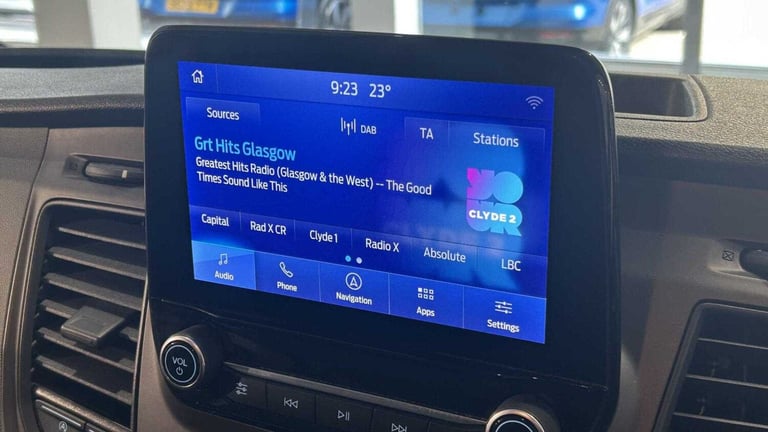 9:23 23°
Sources
DAB
TA
Stations
Grt Hits Glasgow
Greatest Hits Radio (Glasgow & the West) -- The Good
Times Sound Like This
CLYDE 2
Capital
Rad X CR
Clyde 1
Radio X
Absolute
LBC
Audio
Phone
Navigation
Apps
Settings
VOL